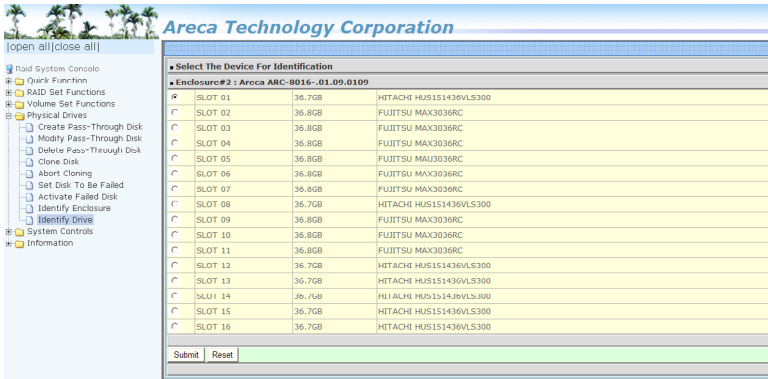 Areca Technology Corporation
|open all|close all|
Raid System Console
Quick Function
RAID Set Functions
Volume Set Functions
Physical Drives
Create Pass-Through Disk
Modify Pass-Through Disk
Delete Pass-Through Disk
Clone Disk
Abort Cloning
Set Disk To Be Failed
Activate Failed Disk
Identify Enclosure
Identify Drive
System Controls
Information
Select The Device For Identification
Enclosure#2 : Areca ARC-8016-.01.09.0109
SLOT 01 36.7GB HITACHI HUS151436VLS300
SLOT 02 36.8GB FUJITSU MAX3036RC
SLOT 03 36.8GB FUJITSU MAX3036RC
SLOT 04 36.8GB FUJITSU MAX3036RC
SLOT 05 36.8GB FUJITSU MAU3036RC
SLOT 06 36.8GB FUJITSU MAX3036RC
SLOT 07 36.8GB FUJITSU MAX3036RC
SLOT 08 36.7GB HITACHI HUS151436VLS300
SLOT 09 36.8GB FUJITSU MAX3036RC
SLOT 10 36.8GB FUJITSU MAX3036RC
SLOT 11 36.8GB FUJITSU MAX3036RC
SLOT 12 36.7GB HITACHI HUS151436VLS300
SLOT 13 36.7GB HITACHI HUS151436VLS300
SLOT 14 36.7GB HITACHI HUS151436VLS300
SLOT 15 36.7GB HITACHI HUS151436VLS300
SLOT 16 36.7GB HITACHI HUS151436VLS300
Submit Reset